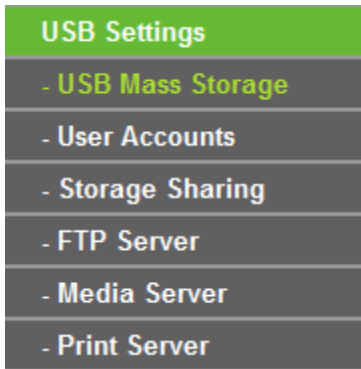 USB Settings
- USB Mass Storage
- User Accounts
- Storage Sharing
- FTP Server
- Media Server
- Print Server